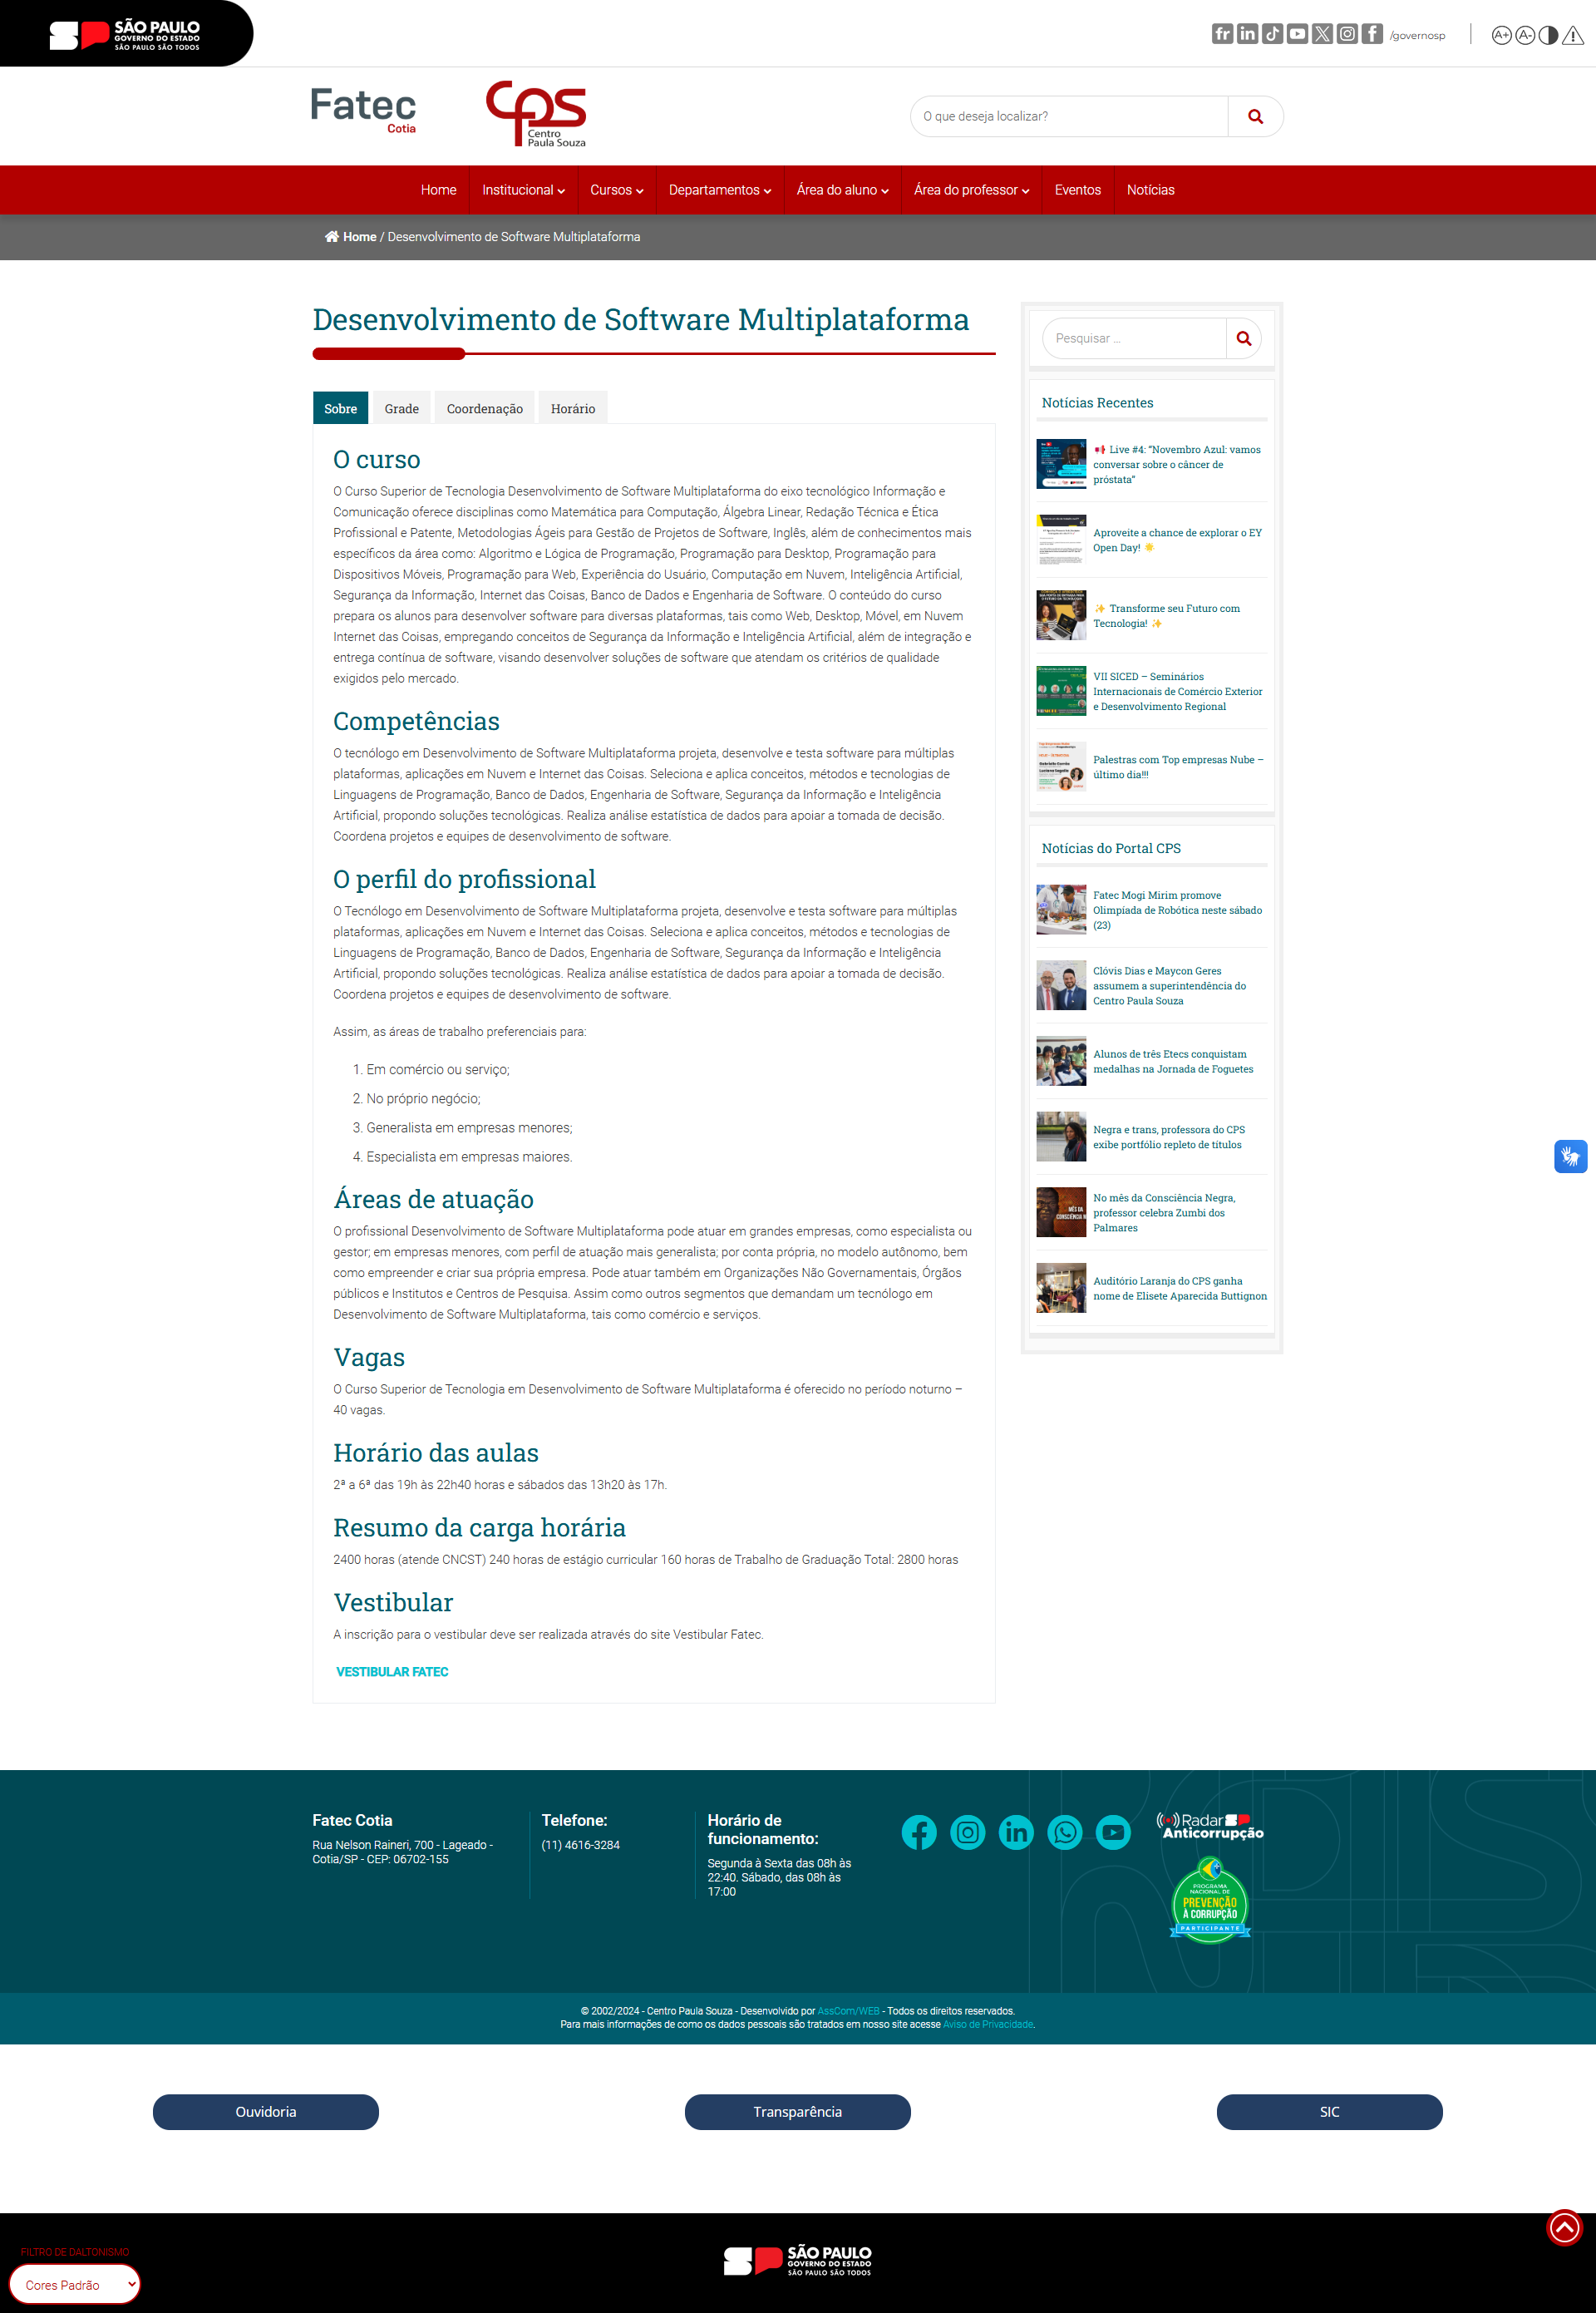 SÃO PAULO
GOVERNO DO ESTADO
SÃO PAULO SÃO TODOS
/governosp
A+ A-
Fatec
Cotia
CPS
Centro
Paula Souza
O que deseja localizar?
Home Institucional Cursos Departamentos Área do aluno Área do professor Eventos Notícias
Home / Desenvolvimento de Software Multiplataforma
Desenvolvimento de Software Multiplataforma
Sobre Grade Coordenação Horário
O curso
O Curso Superior de Tecnologia Desenvolvimento de Software Multiplataforma do eixo tecnológico Informação e
Comunicação oferece disciplinas como Matemática para Computação, Álgebra Linear, Redação Técnica e Ética
Profissional e Patente, Metodologias Ágeis para Gestão de Projetos de Software, Inglês, além de conhecimentos mais
específicos da área como: Algoritmo e Lógica de Programação, Programação para Desktop, Programação para
Dispositivos Móveis, Programação para Web, Experiência do Usuário, Computação em Nuvem, Inteligência Artificial,
Segurança da Informação, Internet das Coisas, Banco de Dados e Engenharia de Software. O conteúdo do curso
prepara os alunos para desenvolver software para diversas plataformas, tais como Web, Desktop, Móvel, em Nuvem
Internet das Coisas, empregando conceitos de Segurança da Informação e Inteligência Artificial, além de integração e
entrega contínua de software, visando desenvolver soluções de software que atendam os critérios de qualidade
exigidos pelo mercado.
Competências
O tecnólogo em Desenvolvimento de Software Multiplataforma projeta, desenvolve e testa software para múltiplas
plataformas, aplicações em Nuvem e Internet das Coisas. Seleciona e aplica conceitos, métodos e tecnologias de
Linguagens de Programação, Banco de Dados, Engenharia de Software, Segurança da Informação e Inteligência
Artificial, propondo soluções tecnológicas. Realiza análise estatística de dados para apoiar a tomada de decisão.
Coordena projetos e equipes de desenvolvimento de software.
O perfil do profissional
O Tecnólogo em Desenvolvimento de Software Multiplataforma projeta, desenvolve e testa software para múltiplas
plataformas, aplicações em Nuvem e Internet das Coisas. Seleciona e aplica conceitos, métodos e tecnologias de
Linguagens de Programação, Banco de Dados, Engenharia de Software, Segurança da Informação e Inteligência
Artificial, propondo soluções tecnológicas. Realiza análise estatística de dados para apoiar a tomada de decisão.
Coordena projetos e equipes de desenvolvimento de software.
Assim, as áreas de trabalho preferenciais para:
1. Em comércio ou serviço;
2. No próprio negócio;
3. Generalista em empresas menores;
4. Especialista em empresas maiores.
Áreas de atuação
O profissional Desenvolvimento de Software Multiplataforma pode atuar em grandes empresas, como especialista ou
gestor; em empresas menores, com perfil de atuação mais generalista; por conta própria, no modelo autônomo, bem
como empreender e criar sua própria empresa. Pode atuar também em Organizações Não Governamentais, Órgãos
públicos e Institutos e Centros de Pesquisa. Assim como outros segmentos que demandam um tecnólogo em
Desenvolvimento de Software Multiplataforma, tais como comércio e serviços.
Vagas
O Curso Superior de Tecnologia em Desenvolvimento de Software Multiplataforma é oferecido no período noturno –
40 vagas.
Horário das aulas
2ª a 6ª das 19h às 22h40 horas e sábados das 13h20 às 17h.
Resumo da carga horária
2400 horas (atende CNCST) 240 horas de estágio curricular 160 horas de Trabalho de Graduação Total: 2800 horas
Vestibular
A inscrição para o vestibular deve ser realizada através do site Vestibular Fatec.
VESTIBULAR FATEC
Pesquisar ...
Notícias Recentes
Live #4: "Novembro Azul: vamos
conversar sobre o câncer de
próstata"
Aproveite a chance de explorar o EY
Open Day!
Transforme seu Futuro com
Tecnologia!
VII SICED – Seminários
Internacionais de Comércio Exterior
e Desenvolvimento Regional
Palestras com Top empresas Nube –
último dia!!!
Notícias do Portal CPS
Fatec Mogi Mirim promove
Olimpíada de Robótica neste sábado
(23)
Clóvis Dias e Maycon Geres
assumem a superintendência do
Centro Paula Souza
Alunos de três Etecs conquistam
medalhas na Jornada de Foguetes
Negra e trans, professora do CPS
exibe portfólio repleto de títulos
No mês da Consciência Negra,
professor celebra Zumbi dos
Palmares
Auditório Laranja do CPS ganha
nome de Elisete Aparecida Buttignon
Fatec Cotia
Rua Nelson Raineri, 700 - Lageado -
Cotia/SP - CEP: 06702-155
Telefone:
(11) 4616-3284
Horário de
funcionamento:
Segunda à Sexta das 08h às
22:40. Sábado, das 08h às
17:00
Radar SP
Anticorrupção
PROGRAMA
NACIONAL DE
PREVENÇÃO
À CORRUPÇÃO
PARTICIPANTE
© 2002/2024 - Centro Paula Souza - Desenvolvido por AssCom/WEB - Todos os direitos reservados.
Para mais informações de como os dados pessoais são tratados em nosso site acesse Aviso de Privacidade.
Ouvidoria Transparência SIC
FILTRO DE DALTONÍSMO
Cores Padrão
SÃO PAULO
GOVERNO DO ESTADO
SÃO PAULO SÃO TODOS